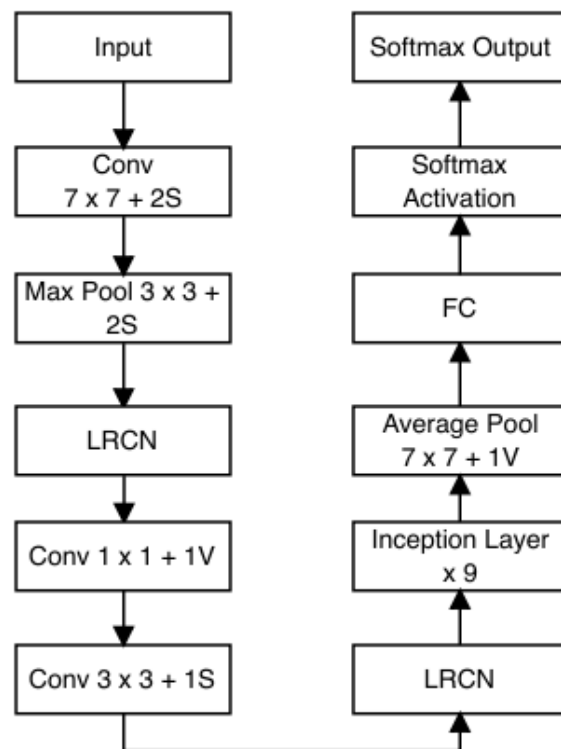 Input
Conv
7 x 7 + 2S
Max Pool 3 x 3 +
2S
LRCN
Conv 1 x 1 + 1V
Conv 3 x 3 + 1S
LRCN
Inception Layer
x 9
Average Pool
7 x 7 + 1V
FC
Softmax
Activation
Softmax Output